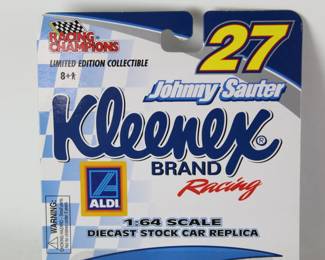 RACING
CHAMPIONS
LIMITED EDITION COLLECTIBLE
8+
27
Johnny Sauter
Kleenex®
BRAND
Racing
ALDI
1:64 SCALE
DIECAST STOCK CAR REPLICA
WARNING: